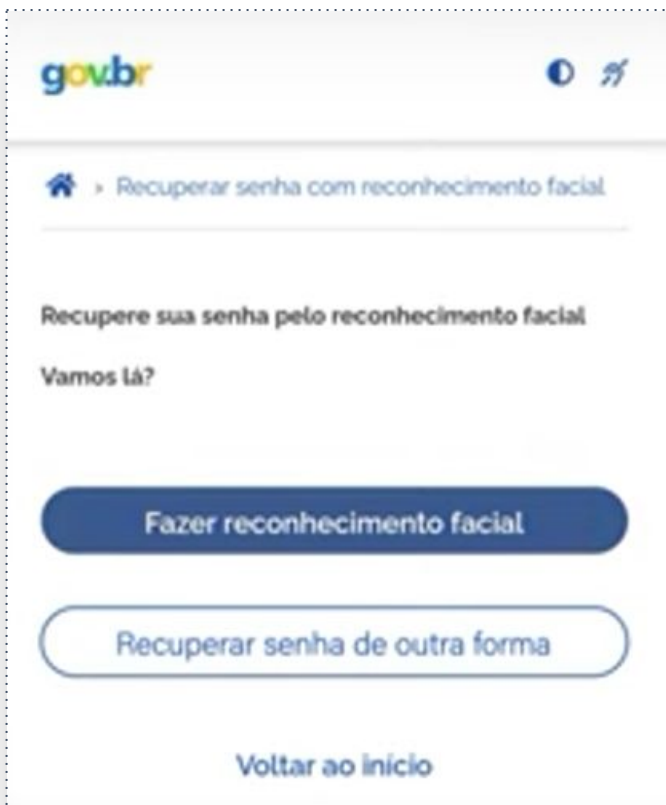 gov.br
Recuperar senha com reconhecimento facial
Recupere sua senha pelo reconhecimento facial
Vamos lá?
Fazer reconhecimento facial
Recuperar senha de outra forma
Voltar ao início